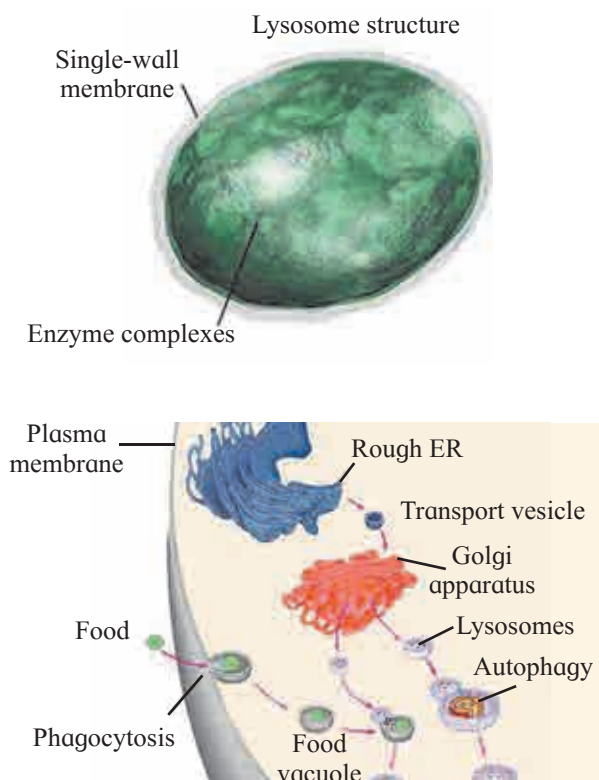 Lysosome structure
Single-wall
membrane
Enzyme complexes
Plasma
membrane
Rough ER
Transport vesicle
Golgi
apparatus
Lysosomes
Food
Autophagy
Phagocytosis
Food
vacuole